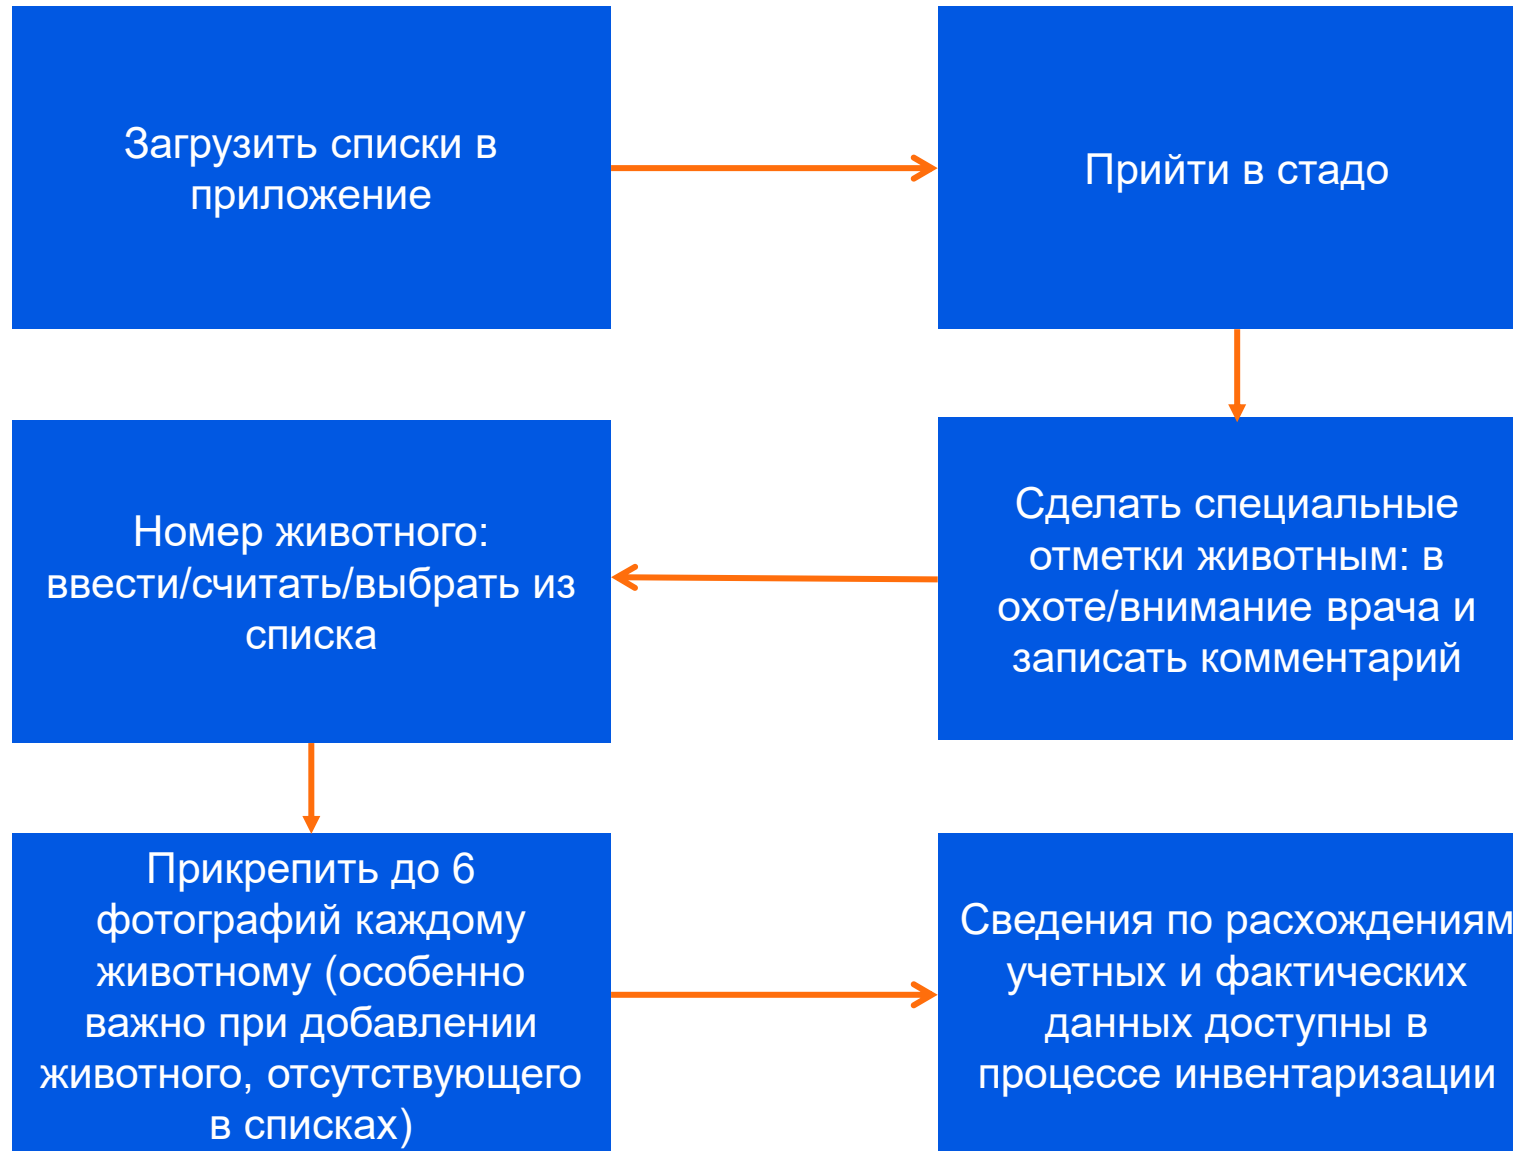 Загрузить списки в
приложение
Прийти в стадо
Сделать специальные
отметки животным: в
охоте/внимание врача и
записать комментарий
Номер животного:
ввести/считать/выбрать из
списка
Прикрепить до 6
фотографий каждому
животному (особенно
важно при добавлении
животного, отсутствующего
в списках)
Сведения по расхождениям
учетных и фактических
данных доступны в
процессе инвентаризации